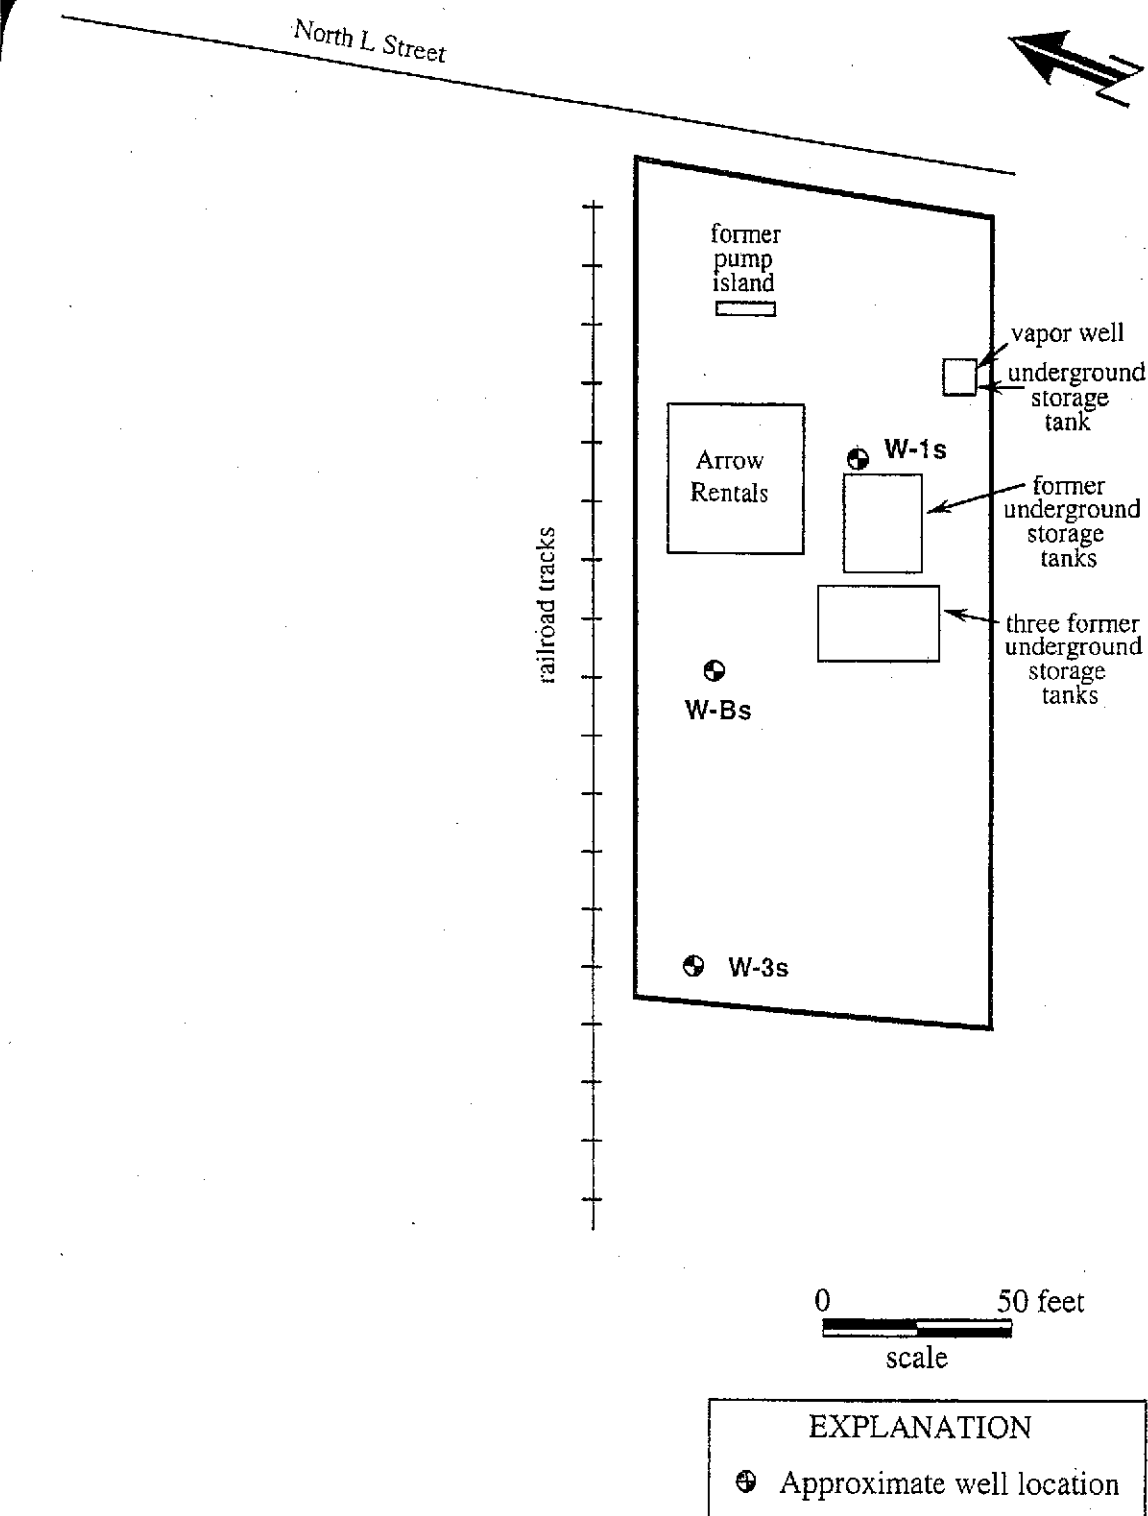 North L Street
N
former
pump
island
vapor well
underground
storage
tank
W-1s
Arrow
Rentals
former
underground
storage
tanks
railroad tracks
three former
underground
storage
tanks
W-Bs
W-3s
0 50 feet
scale
EXPLANATION
Approximate well location